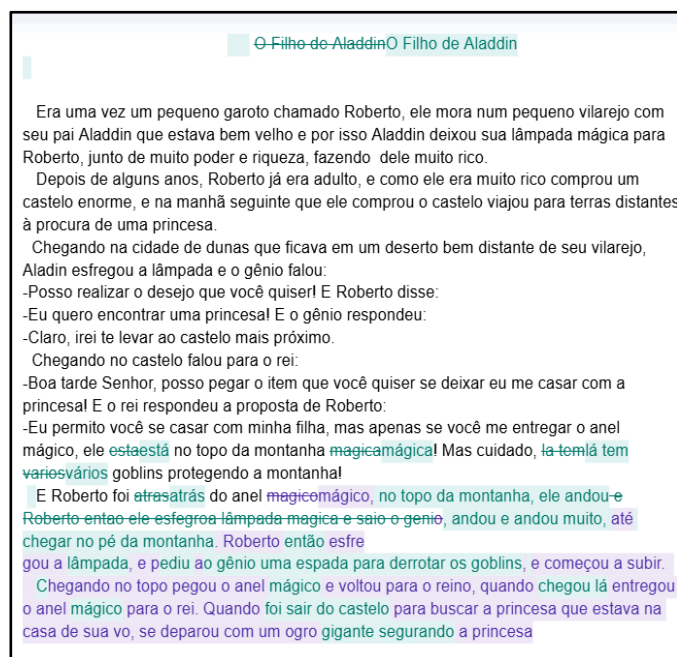 O Filho de AladdinO Filho de Aladdin
Era uma vez um pequeno garoto chamado Roberto, ele mora num pequeno vilarejo com
seu pai Aladdin que estava bem velho e por isso Aladdin deixou sua lâmpada mágica para
Roberto, junto de muito poder e riqueza, fazendo  dele muito rico.
Depois de alguns anos, Roberto já era adulto, e como ele era muito rico comprou um
castelo enorme, e na manhã seguinte que ele comprou o castelo viajou para terras distantes
à procura de uma princesa.
Chegando na cidade de dunas que ficava em um deserto bem distante de seu vilarejo,
Aladin esfregou a lâmpada e o gênio falou:
-Posso realizar o desejo que você quiser! E Roberto disse:
-Eu quero encontrar uma princesa! E o gênio respondeu:
-Claro, irei te levar ao castelo mais próximo.
Chegando no castelo falou para o rei:
-Boa tarde Senhor, posso pegar o item que você quiser se deixar eu me casar com a
princesa! E o rei respondeu a proposta de Roberto:
-Eu permito você se casar com minha filha, mas apenas se você me entregar o anel
mágico, ele estaestá no topo da montanha magicamágica! Mas cuidado, la temlá tem
variosvários goblins protegendo a montanha!
E Roberto foi atrasatrás do anel magicomágico, no topo da montanha, ele andou e
Roberto entao ele esfegroa lâmpada magica e saio o genio, andou e andou muito, até
chegar no pé da montanha. Roberto então esfre
gou a lâmpada, e pediu ao gênio uma espada para derrotar os goblins, e começou a subir.
Chegando no topo pegou o anel mágico e voltou para o reino, quando chegou lá entregou
o anel mágico para o rei. Quando foi sair do castelo para buscar a princesa que estava na
casa de sua vo, se deparou com um ogro gigante segurando a princesa